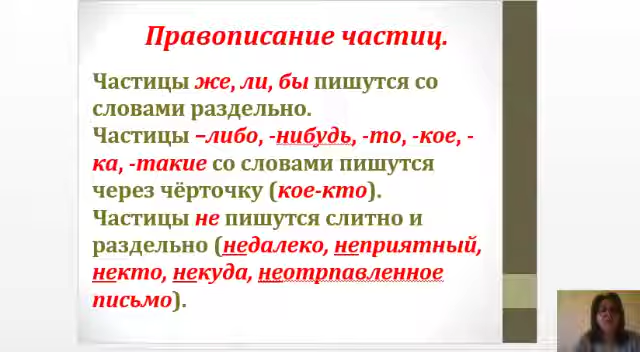 Правописание частиц.
Частицы же, ли, бы пишутся со
словами раздельно.
Частицы –либо, -нибудь, -то, -кое, -
ка, -такие со словами пишутся
через чёрточку (кое-кто).
Частицы не пишутся слитно и
раздельно (недалеко, неприятный,
некто, некуда, неотрпавленное
письмо).